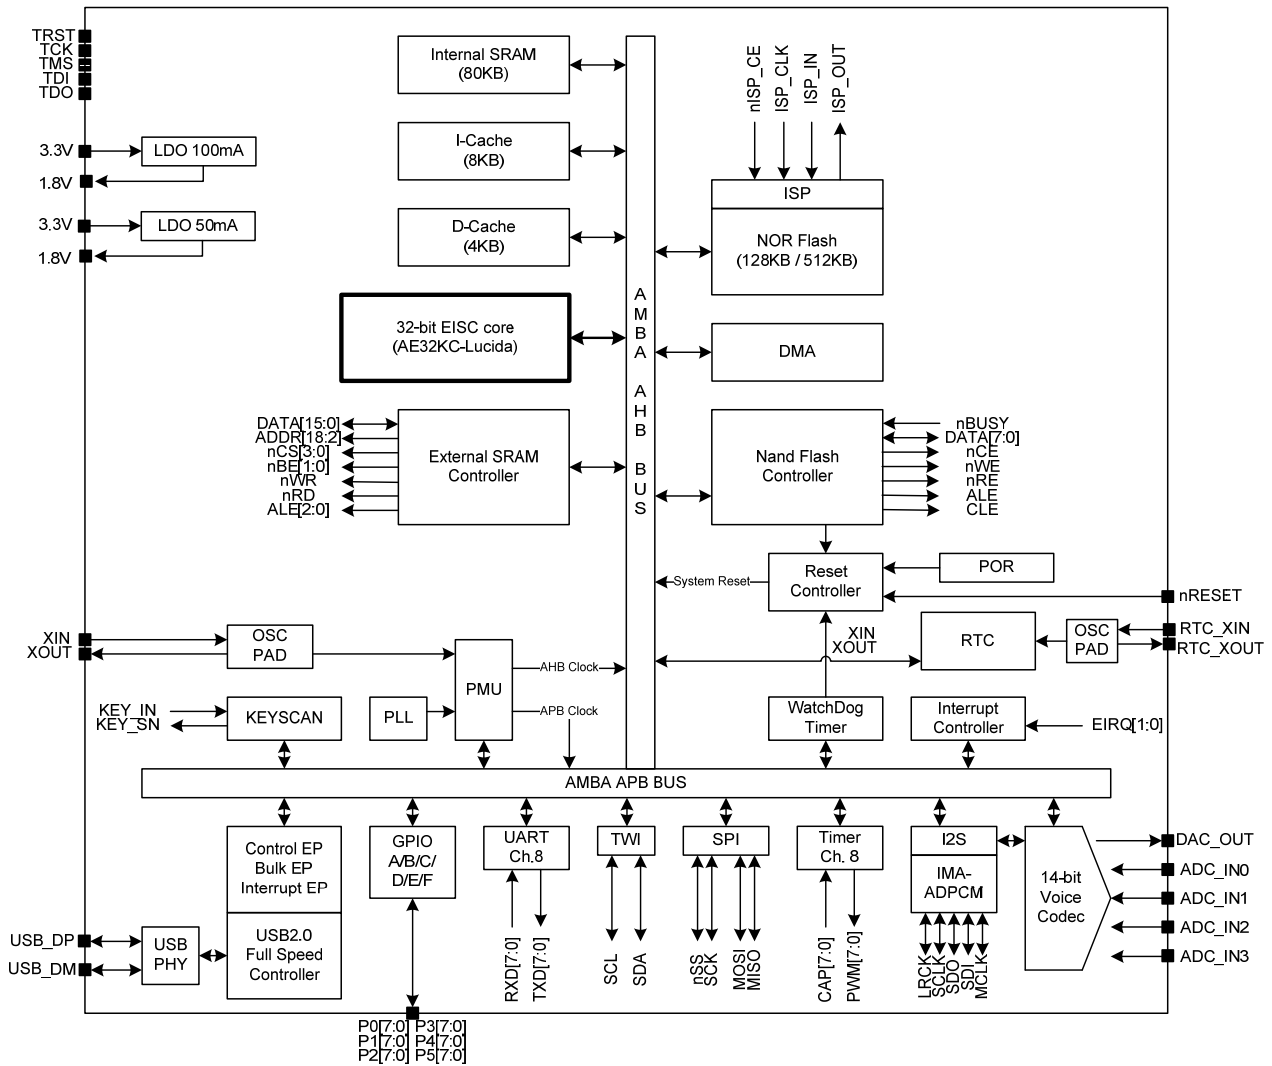 TRST
TCK
TMS
TDI
TDO
3.3V
LDO 100mA
1.8V
3.3V
LDO 50mA
1.8V
Internal SRAM
(80KB)
I-Cache
(8KB)
D-Cache
(4KB)
32-bit EISC core
(AE32KC-Lucida)
DATA[15:0]
ADDR[18:2]
nCS[3:0]
nBE[1:0]
nWR
nRD
ALE[2:0]
External SRAM
Controller
AMBA AHB BUS
nISP_CE
ISP_CLK
ISP_IN
ISP_OUT
ISP
NOR Flash
(128KB / 512KB)
DMA
Nand Flash
Controller
nBUSY
DATA[7:0]
nCE
nWE
nRE
ALE
CLE
Reset
Controller
POR
System Reset
nRESET
XIN
XOUT
RTC
OSC
PAD
RTC_XIN
RTC_XOUT
XIN
XOUT
OSC
PAD
PMU
AHB Clock
APB Clock
KEY_IN
KEY_SN
KEYSCAN
PLL
WatchDog
Timer
Interrupt
Controller
EIRQ[1:0]
AMBA APB BUS
Control EP
Bulk EP
Interrupt EP
USB2.0
Full Speed
Controller
USB_DP
USB_DM
USB
PHY
GPIO
A/B/C/
D/E/F
P0[7:0] P3[7:0]
P1[7:0] P4[7:0]
P2[7:0] P5[7:0]
UART
Ch.8
RXD[7:0]
TXD[7:0]
TWI
SCL
SDA
SPI
nSS
SCK
MOSI
MISO
Timer
Ch. 8
CAP[7:0]
PWM[7:0]
I2S
IMA-
ADPCM
LRCK
SCLK
SDO
SDI
MCLK
14-bit
Voice
Codec
DAC_OUT
ADC_IN0
ADC_IN1
ADC_IN2
ADC_IN3